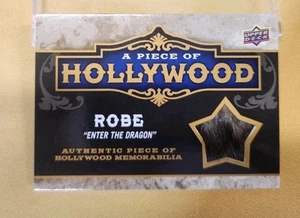 UPPER
DECK
A PIECE OF
HOLLYWOOD
ROBE
"ENTER THE DRAGON"
AUTHENTIC PIECE OF
HOLLYWOOD MEMORABILIA